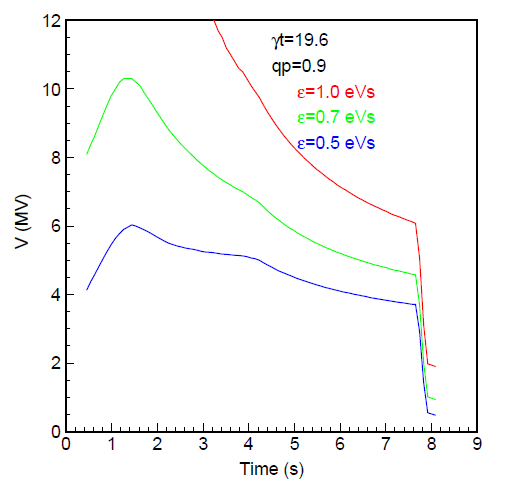 12
10
8
6
4
2
0
V (MV)
γt=19.6
qp=0.9
ε=1.0 eVs
ε=0.7 eVs
ε=0.5 eVs
0 1 2 3 4 5 6 7 8 9
Time (s)